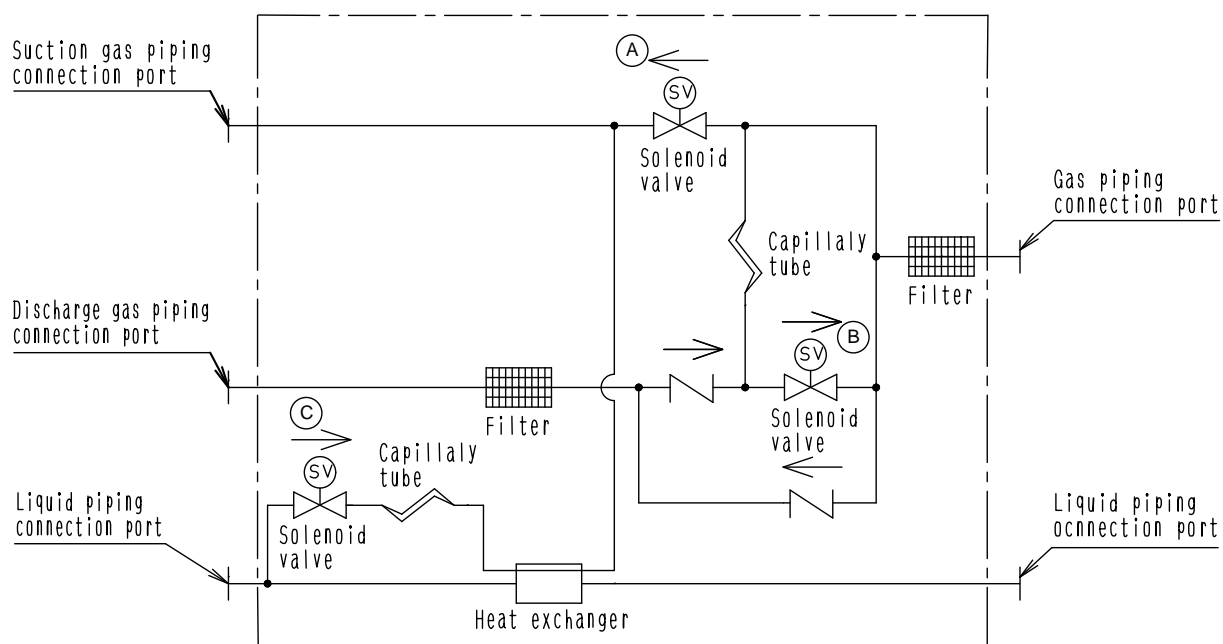 Suction gas piping
connection port
A
SV
Solenoid
valve
Gas piping
connection port
Capillaly
tube
Filter
Discharge gas piping
connection port
B
SV
Solenoid
valve
Filter
C
Capillaly
tube
SV
Solenoid
valve
Liquid piping
connection port
Liquid piping
ocnnection port
Heat exchanger